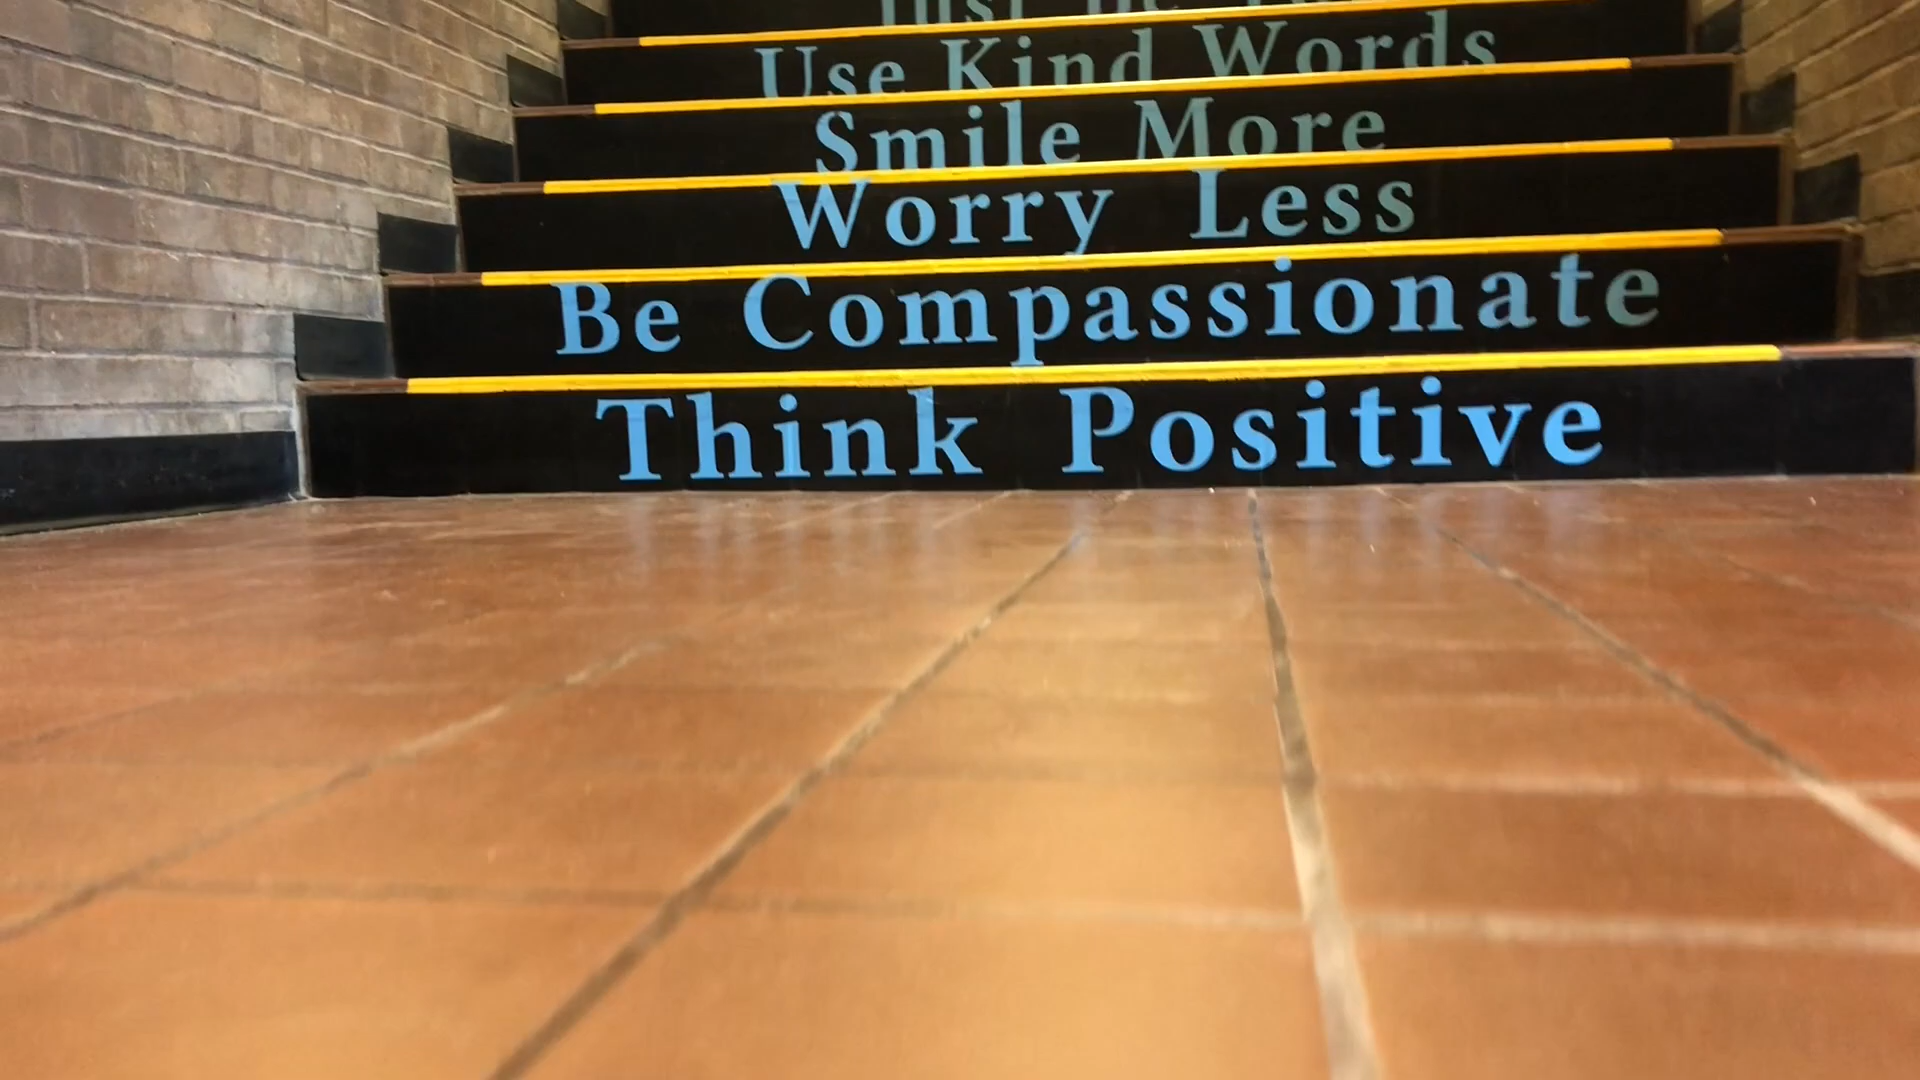 Use Kind Words
Smile More
Worry Less
Be Compassionate
Think Positive